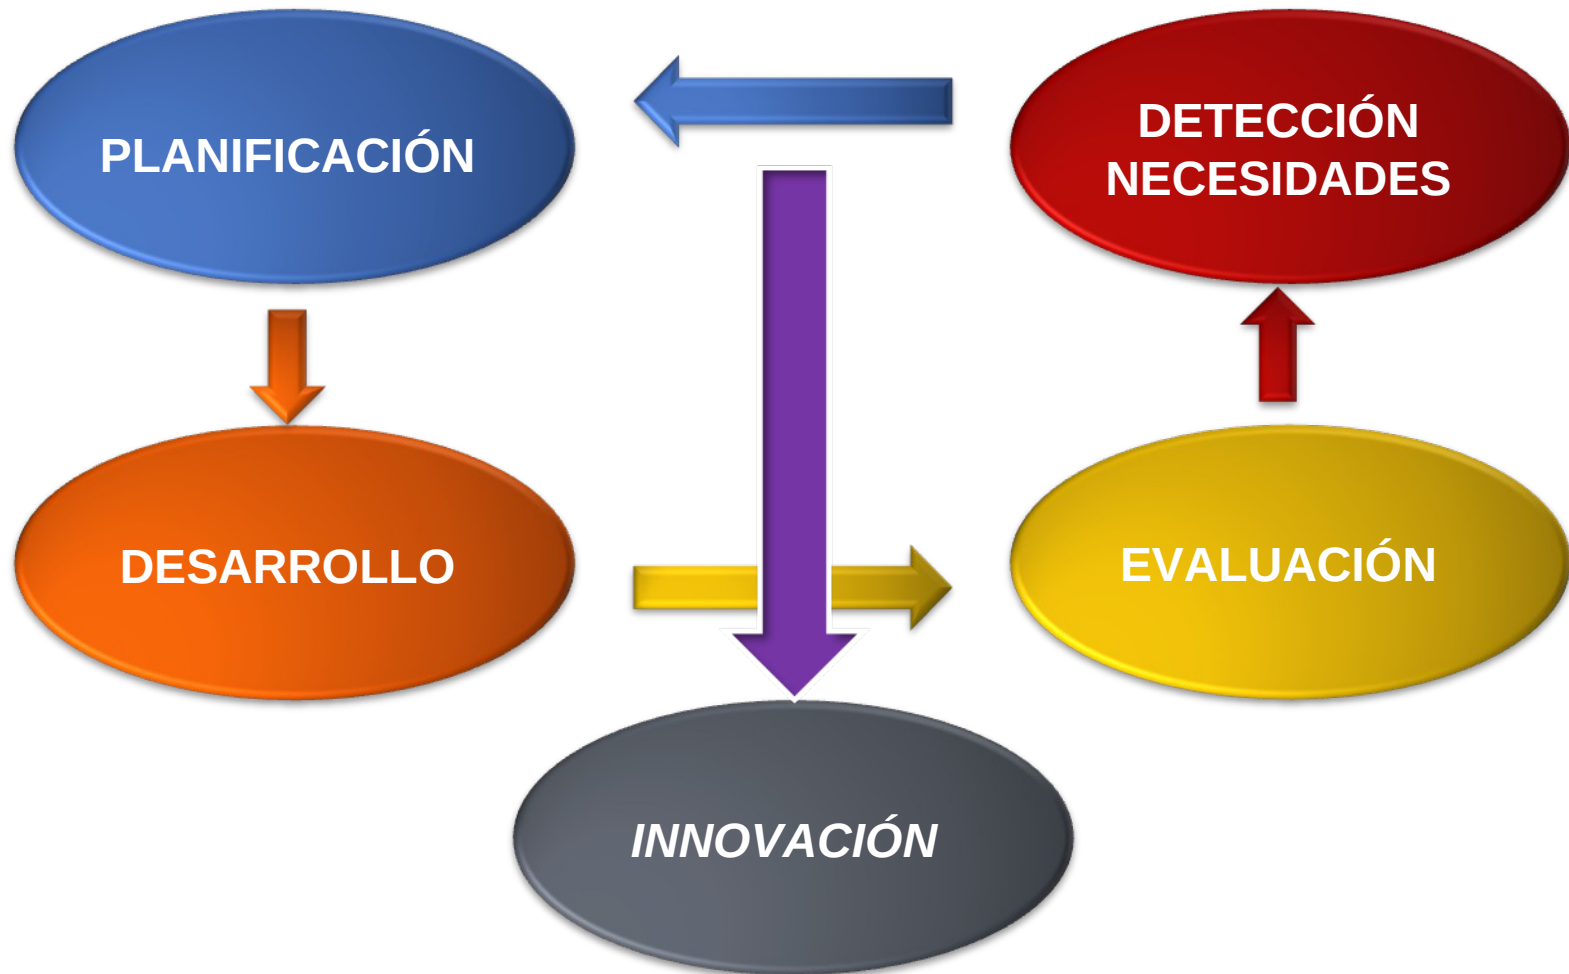 PLANIFICACIÓN
DETECCIÓN
NECESIDADES
DESARROLLO
EVALUACIÓN
INNOVACIÓN